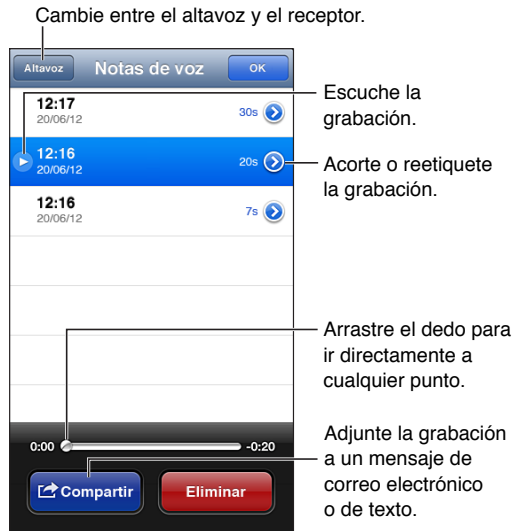 Cambie entre el altavoz y el receptor.
Altavoz
Notas de voz
OK
12:17
20/06/12
30s
Escuche la
grabación.
12:16
20/06/12
20s
Acorte o reetiquete
la grabación.
12:16
20/06/12
7s
Arrastre el dedo para
ir directamente a
cualquier punto.
0:00
-0:20
Compartir
Eliminar
Adjunte la grabación
a un mensaje de
correo electrónico
o de texto.